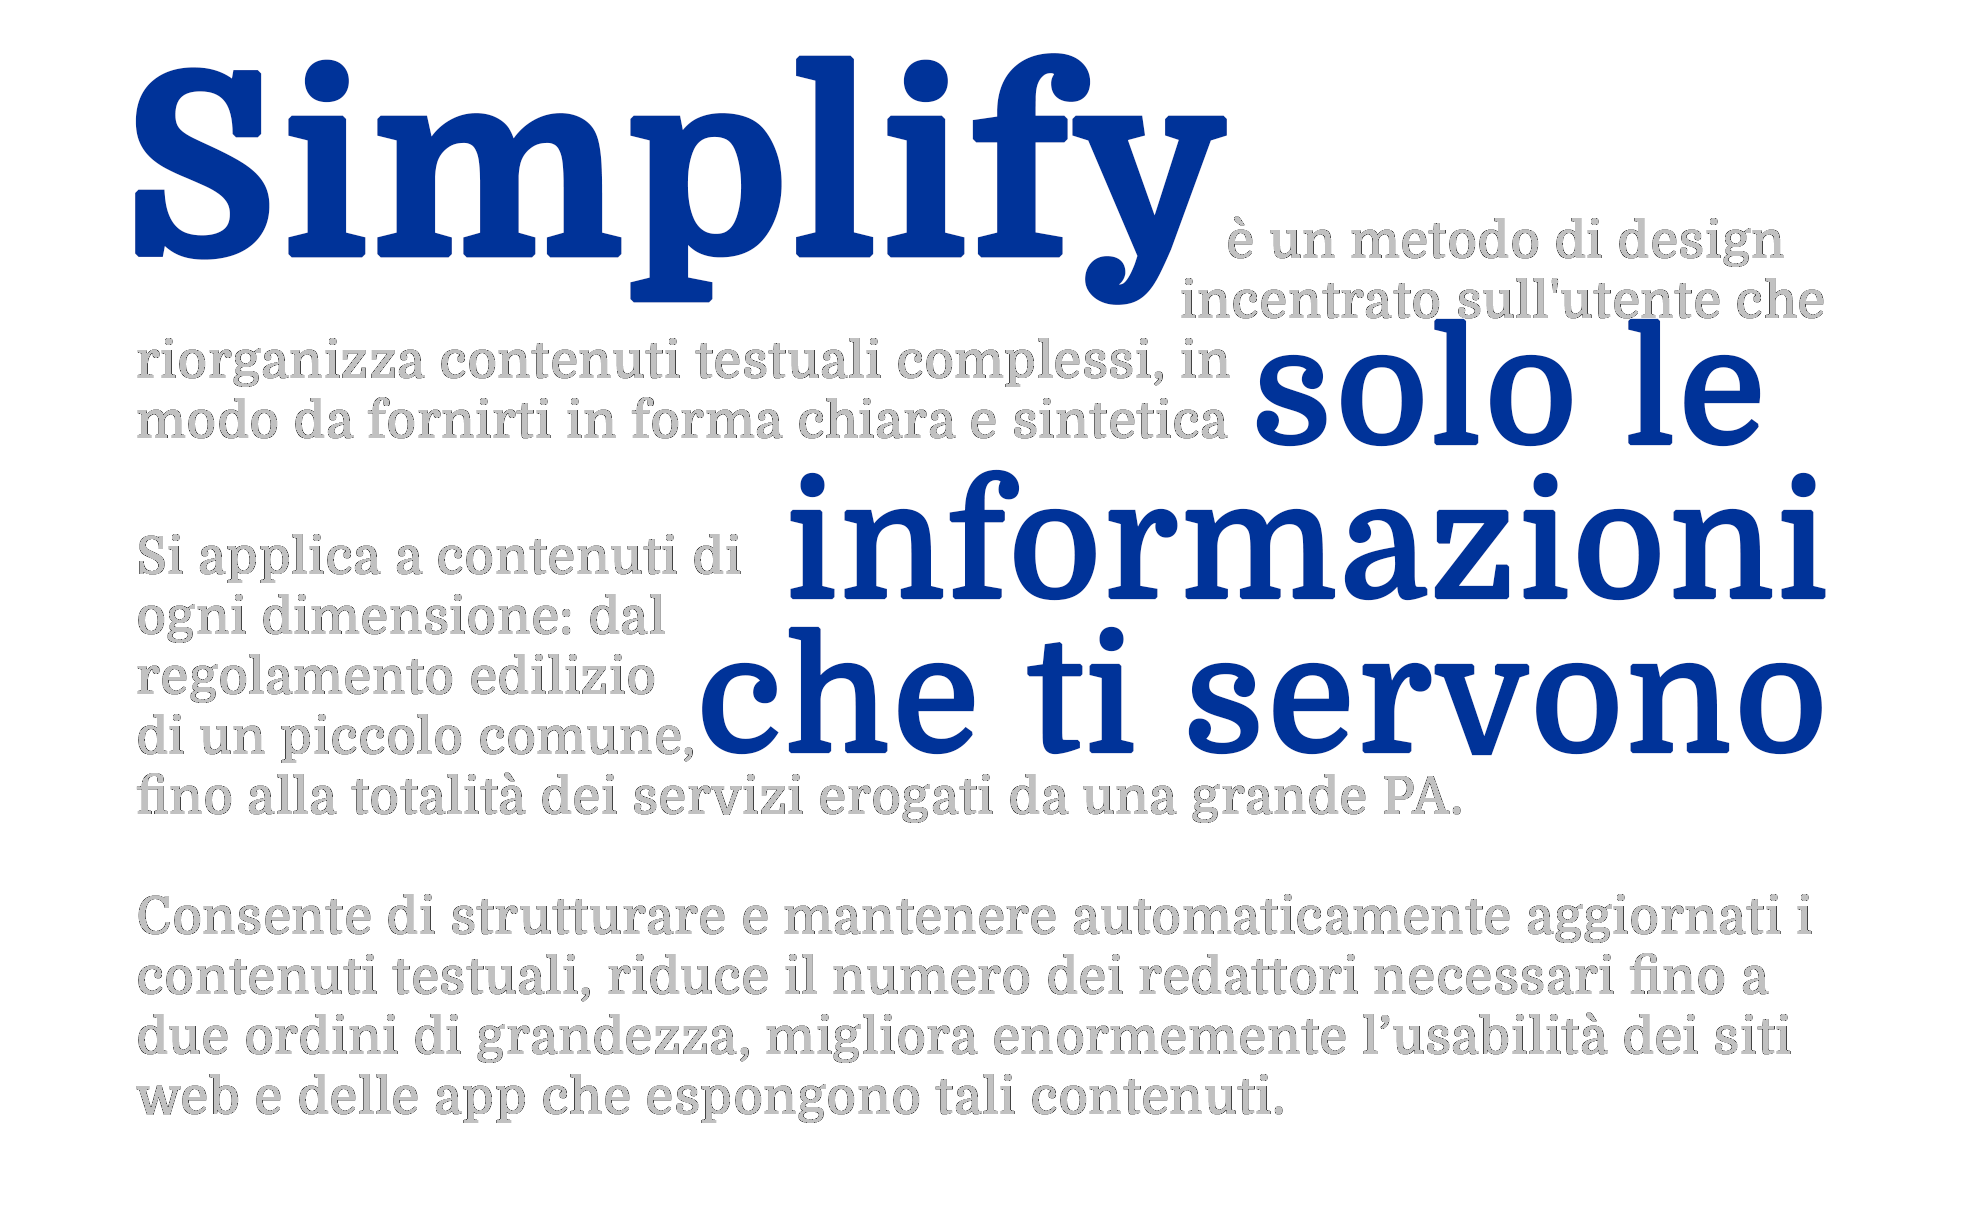 Simplify è un metodo di design
incentrato sull'utente che
riorganizza contenuti testuali complessi, in
modo da fornirti in forma chiara e sintetica
solo le
informazioni
che ti servono
Si applica a contenuti di
ogni dimensione: dal
regolamento edilizio
di un piccolo comune,
fino alla totalità dei servizi erogati da una grande PA.
Consente di strutturare e mantenere automaticamente aggiornati i
contenuti testuali, riduce il numero dei redattori necessari fino a
due ordini di grandezza, migliora enormemente l’usabilità dei siti
web e delle app che espongono tali contenuti.